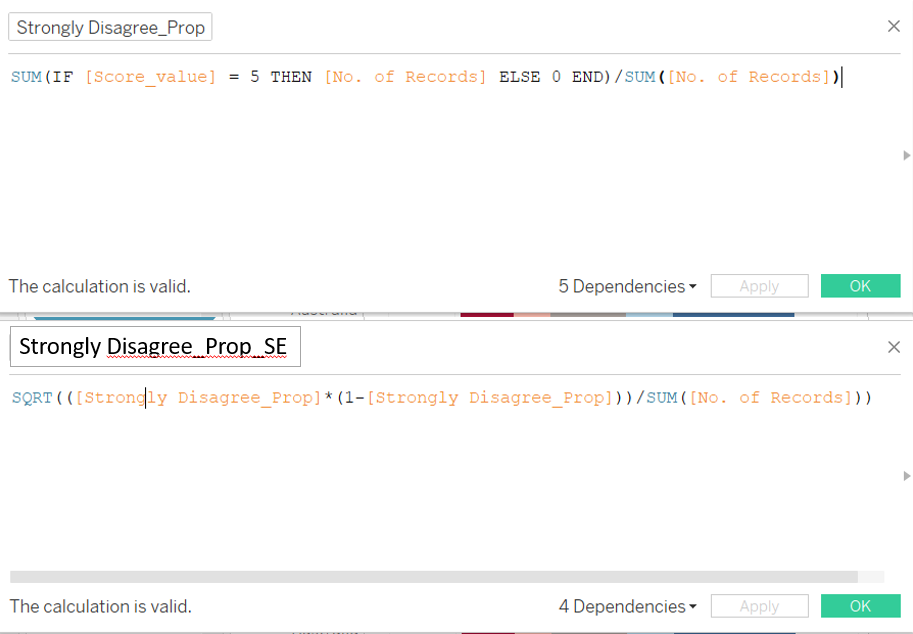 Strongly Disagree_Prop
SUM(IF [Score_value] = 5 THEN [No. of Records] ELSE 0 END)/SUM([No. of Records])
The calculation is valid.
5 Dependencies
Apply
OK
Strongly Disagree_Prop_SE
SQRT(([Strongly Disagree_Prop]*(1-[Strongly Disagree_Prop]))/SUM([No. of Records]))
The calculation is valid.
4 Dependencies
Apply
OK